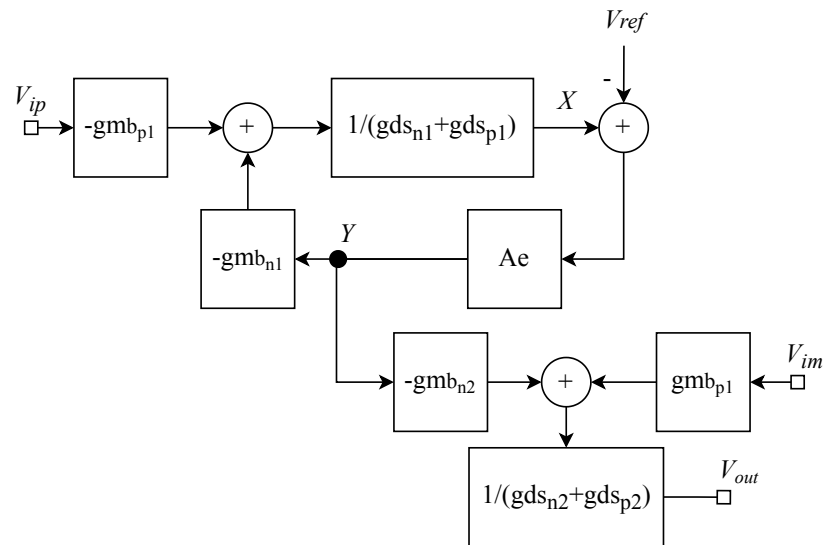 Vref
-
Vip
-gmbp1
+
1/(gdsn1+gdsp1)
X
+
-gmbn1
Y
Ae
-gmbn2
+
gmbp1
Vim
1/(gdsn2+gdsp2)
Vout